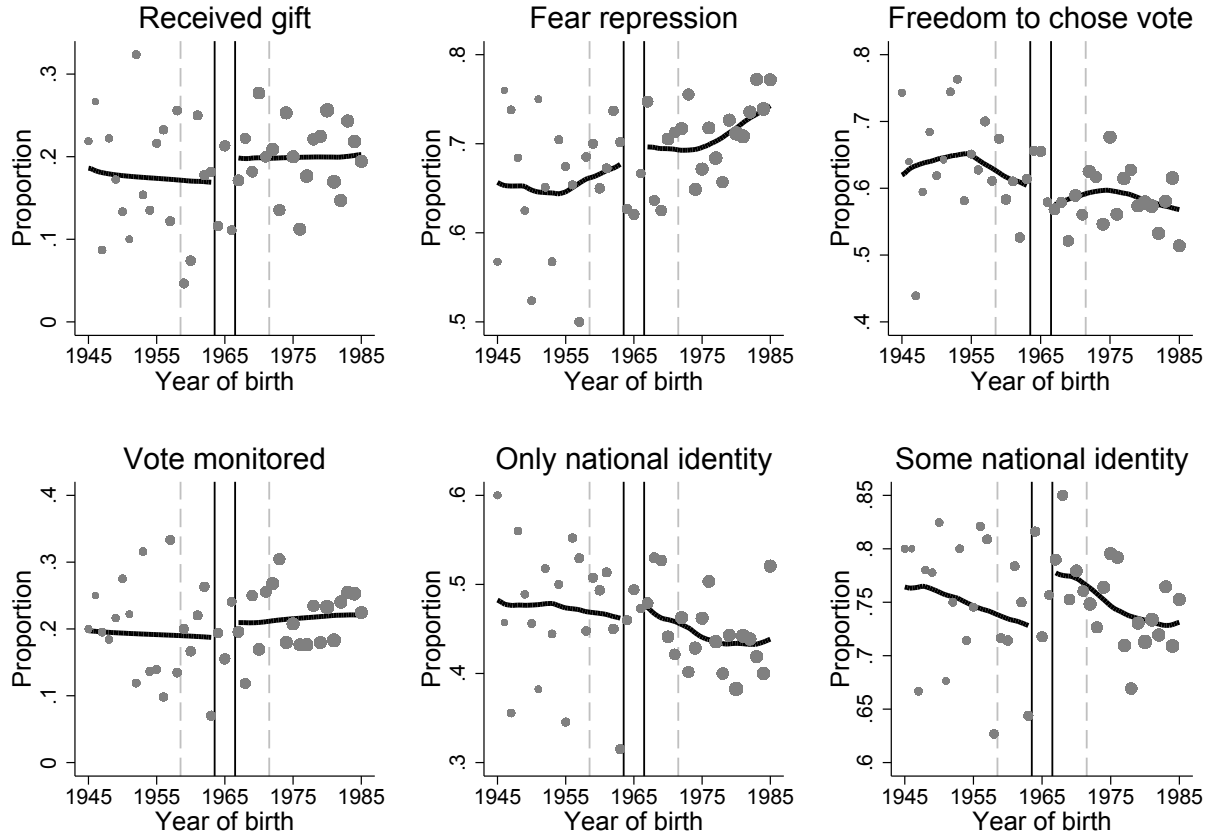 Received gift
Proportion
.3
.2
.1
0
1945 1955 1965 1975 1985
Year of birth
Fear repression
Proportion
.8
.7
.6
.5
1945 1955 1965 1975 1985
Year of birth
Freedom to chose vote
Proportion
.8
.7
.6
.5
.4
1945 1955 1965 1975 1985
Year of birth
Vote monitored
Proportion
.4
.3
.2
.1
0
1945 1955 1965 1975 1985
Year of birth
Only national identity
Proportion
.6
.5
.4
.3
1945 1955 1965 1975 1985
Year of birth
Some national identity
Proportion
.85
.8
.75
.7
.65
.6
1945 1955 1965 1975 1985
Year of birth